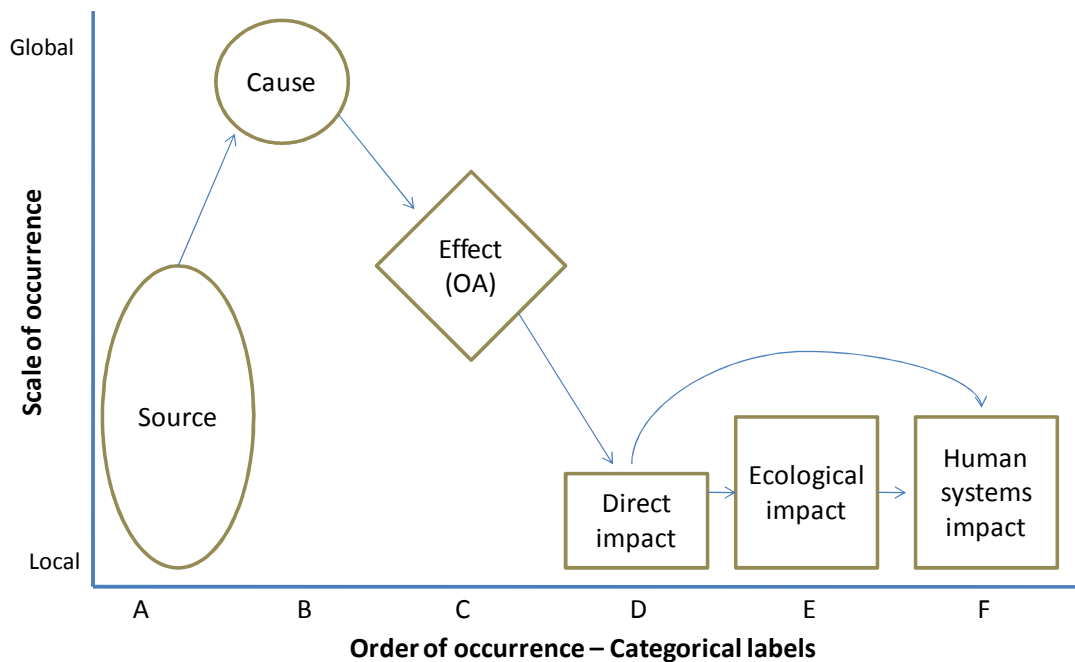 Global
Cause
Scale of occurrence
Effect
(OA)
Source
Direct
impact
Ecological
impact
Human
systems
impact
Local
A B C D E F
Order of occurrence – Categorical labels